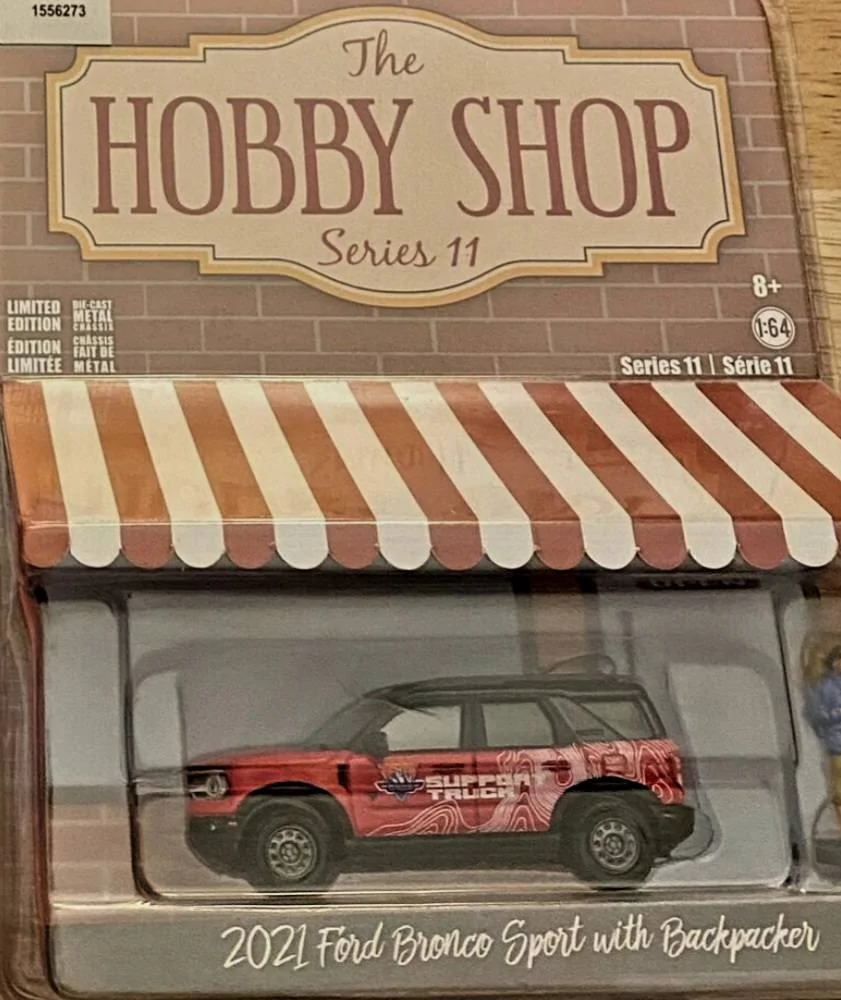 1556273
The
HOBBY SHOP
Series 11
LIMITED
EDITION
ÉDITION
LIMITÉE
DIE-CAST
METAL
CHASSIS
CHÂSSIS
FAIT DE
MÉTAL
8+
1:64
Series 11 | Série 11
SUPPORT
TRUCK
2021 Ford Bronco Sport with Backpacker